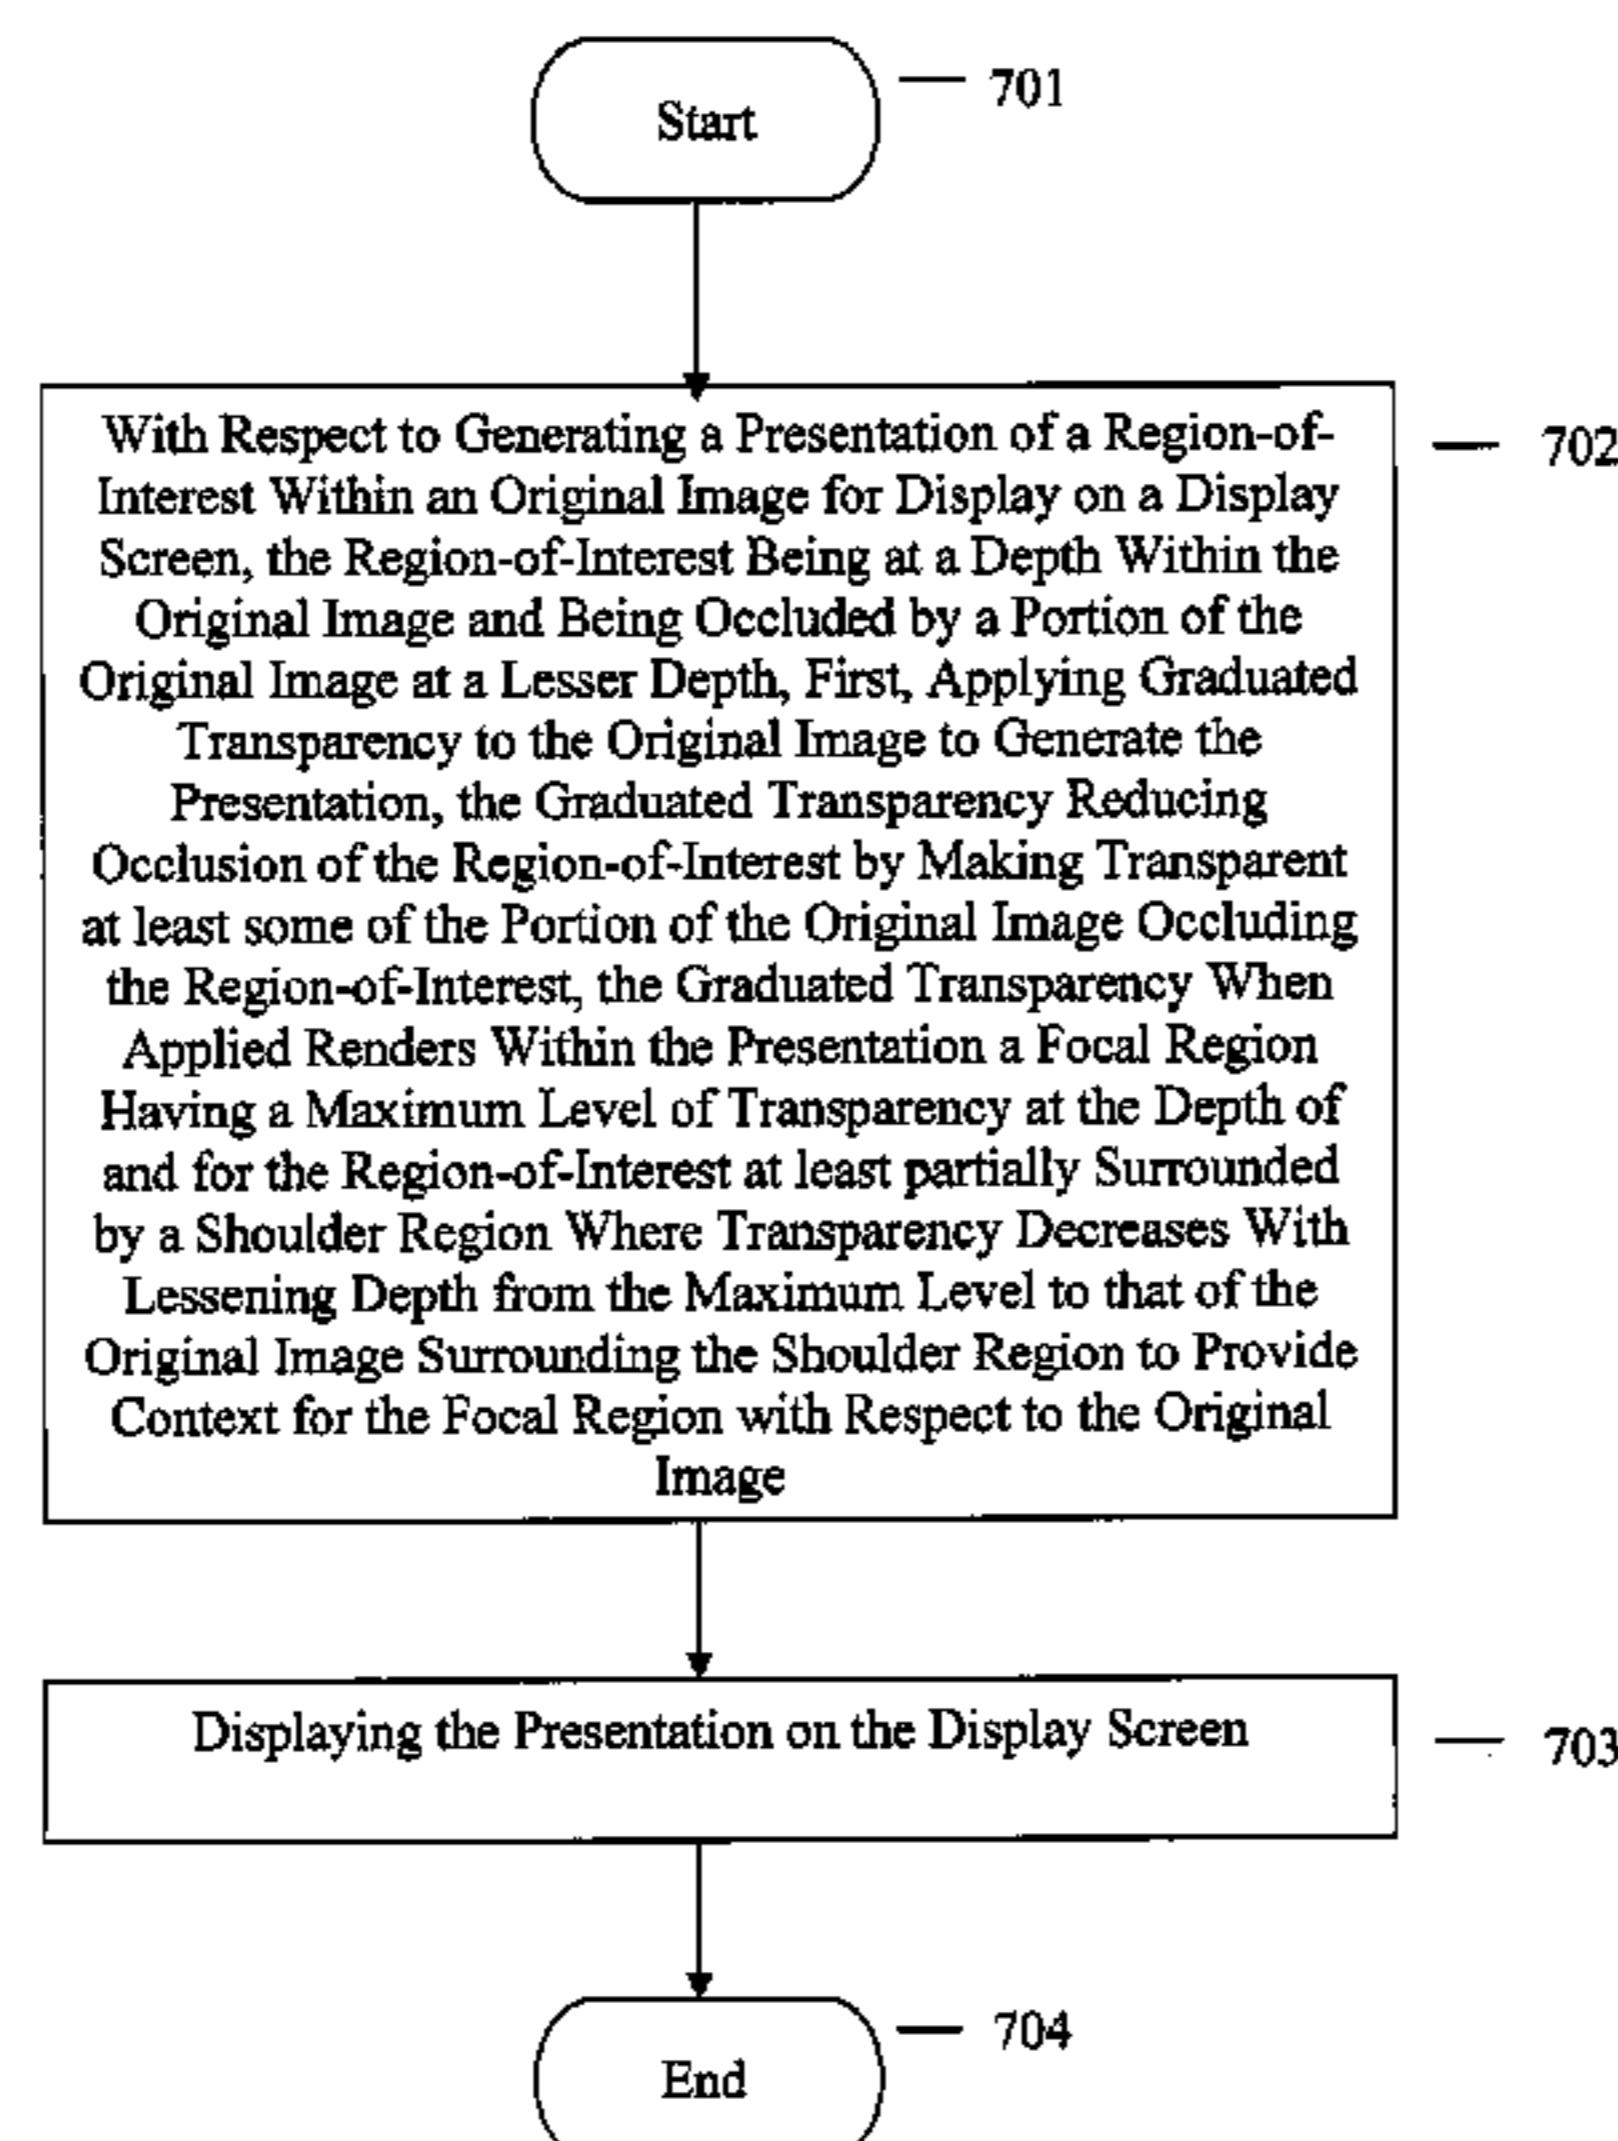 Start
701
With Respect to Generating a Presentation of a Region-of-
Interest Within an Original Image for Display on a Display
Screen, the Region-of-Interest Being at a Depth Within the
Original Image and Being Occluded by a Portion of the
Original Image at a Lesser Depth, First, Applying Graduated
Transparency to the Original Image to Generate the
Presentation, the Graduated Transparency Reducing
Occlusion of the Region-of-Interest by Making Transparent
at least some of the Portion of the Original Image Occluding
the Region-of-Interest, the Graduated Transparency When
Applied Renders Within the Presentation a Focal Region
Having a Maximum Level of Transparency at the Depth of
and for the Region-of-Interest at least partially Surrounded
by a Shoulder Region Where Transparency Decreases With
Lessening Depth from the Maximum Level to that of the
Original Image Surrounding the Shoulder Region to Provide
Context for the Focal Region with Respect to the Original
Image
702
Displaying the Presentation on the Display Screen
703
End
704